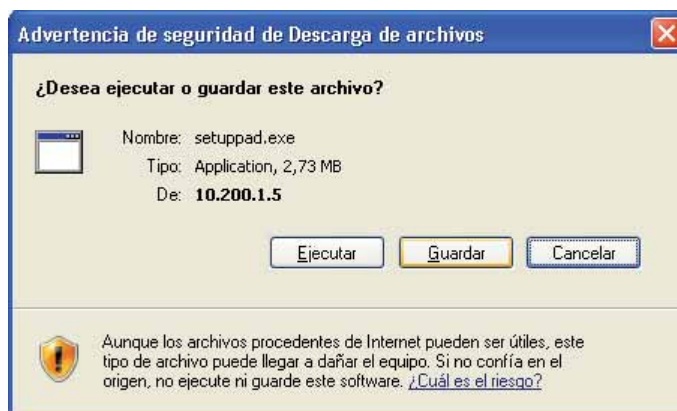 Advertencia de seguridad de Descarga de archivos
¿Desea ejecutar o guardar este archivo?
Nombre: setuppad.exe
Tipo: Application, 2,73 MB
De: 10.200.1.5
Ejecutar Guardar Cancelar
Aunque los archivos procedentes de Internet pueden ser útiles, este
tipo de archivo puede llegar a dañar el equipo. Si no confía en el
origen, no ejecute ni guarde este software. ¿Cuál es el riesgo?